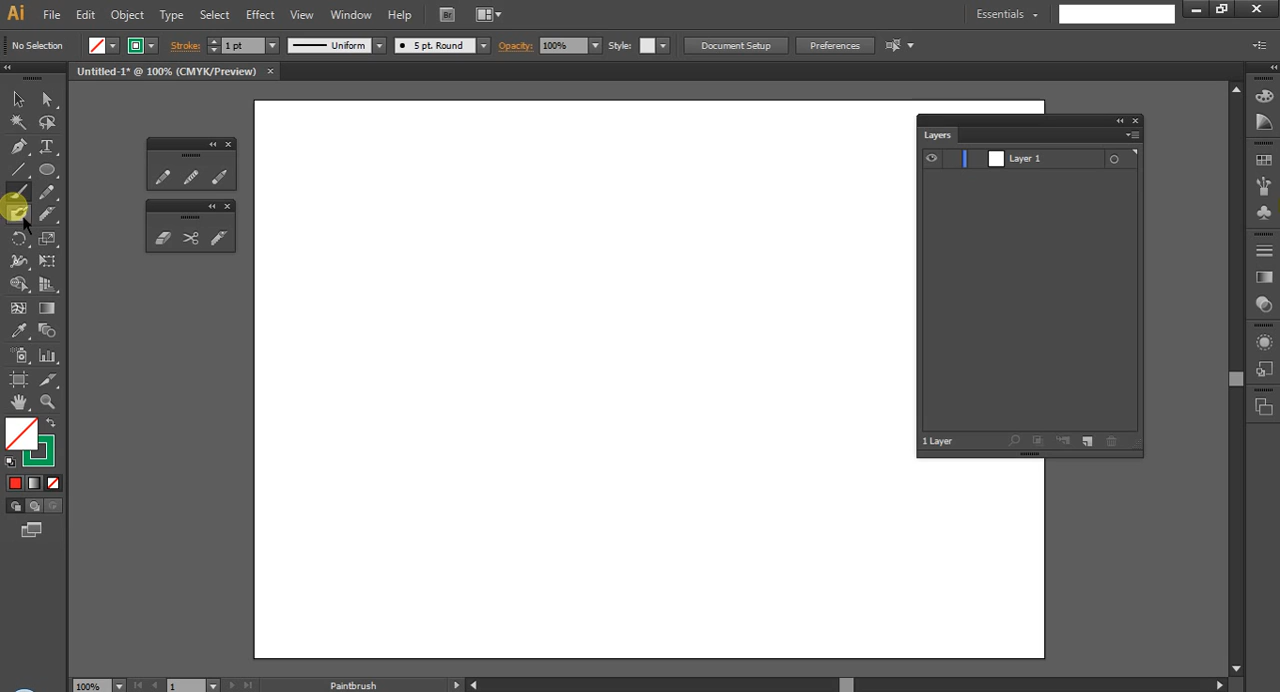 Ai File Edit Object Type Select Effect View Window Help Br Essentials
No Selection Stroke: 1 pt Uniform 5 pt. Round Opacity: 100% Style: Document Setup Preferences
Untitled-1* @ 100% (CMYK/Preview)
Layers
Layer 1
1 Layer
100% 1 Paintbrush